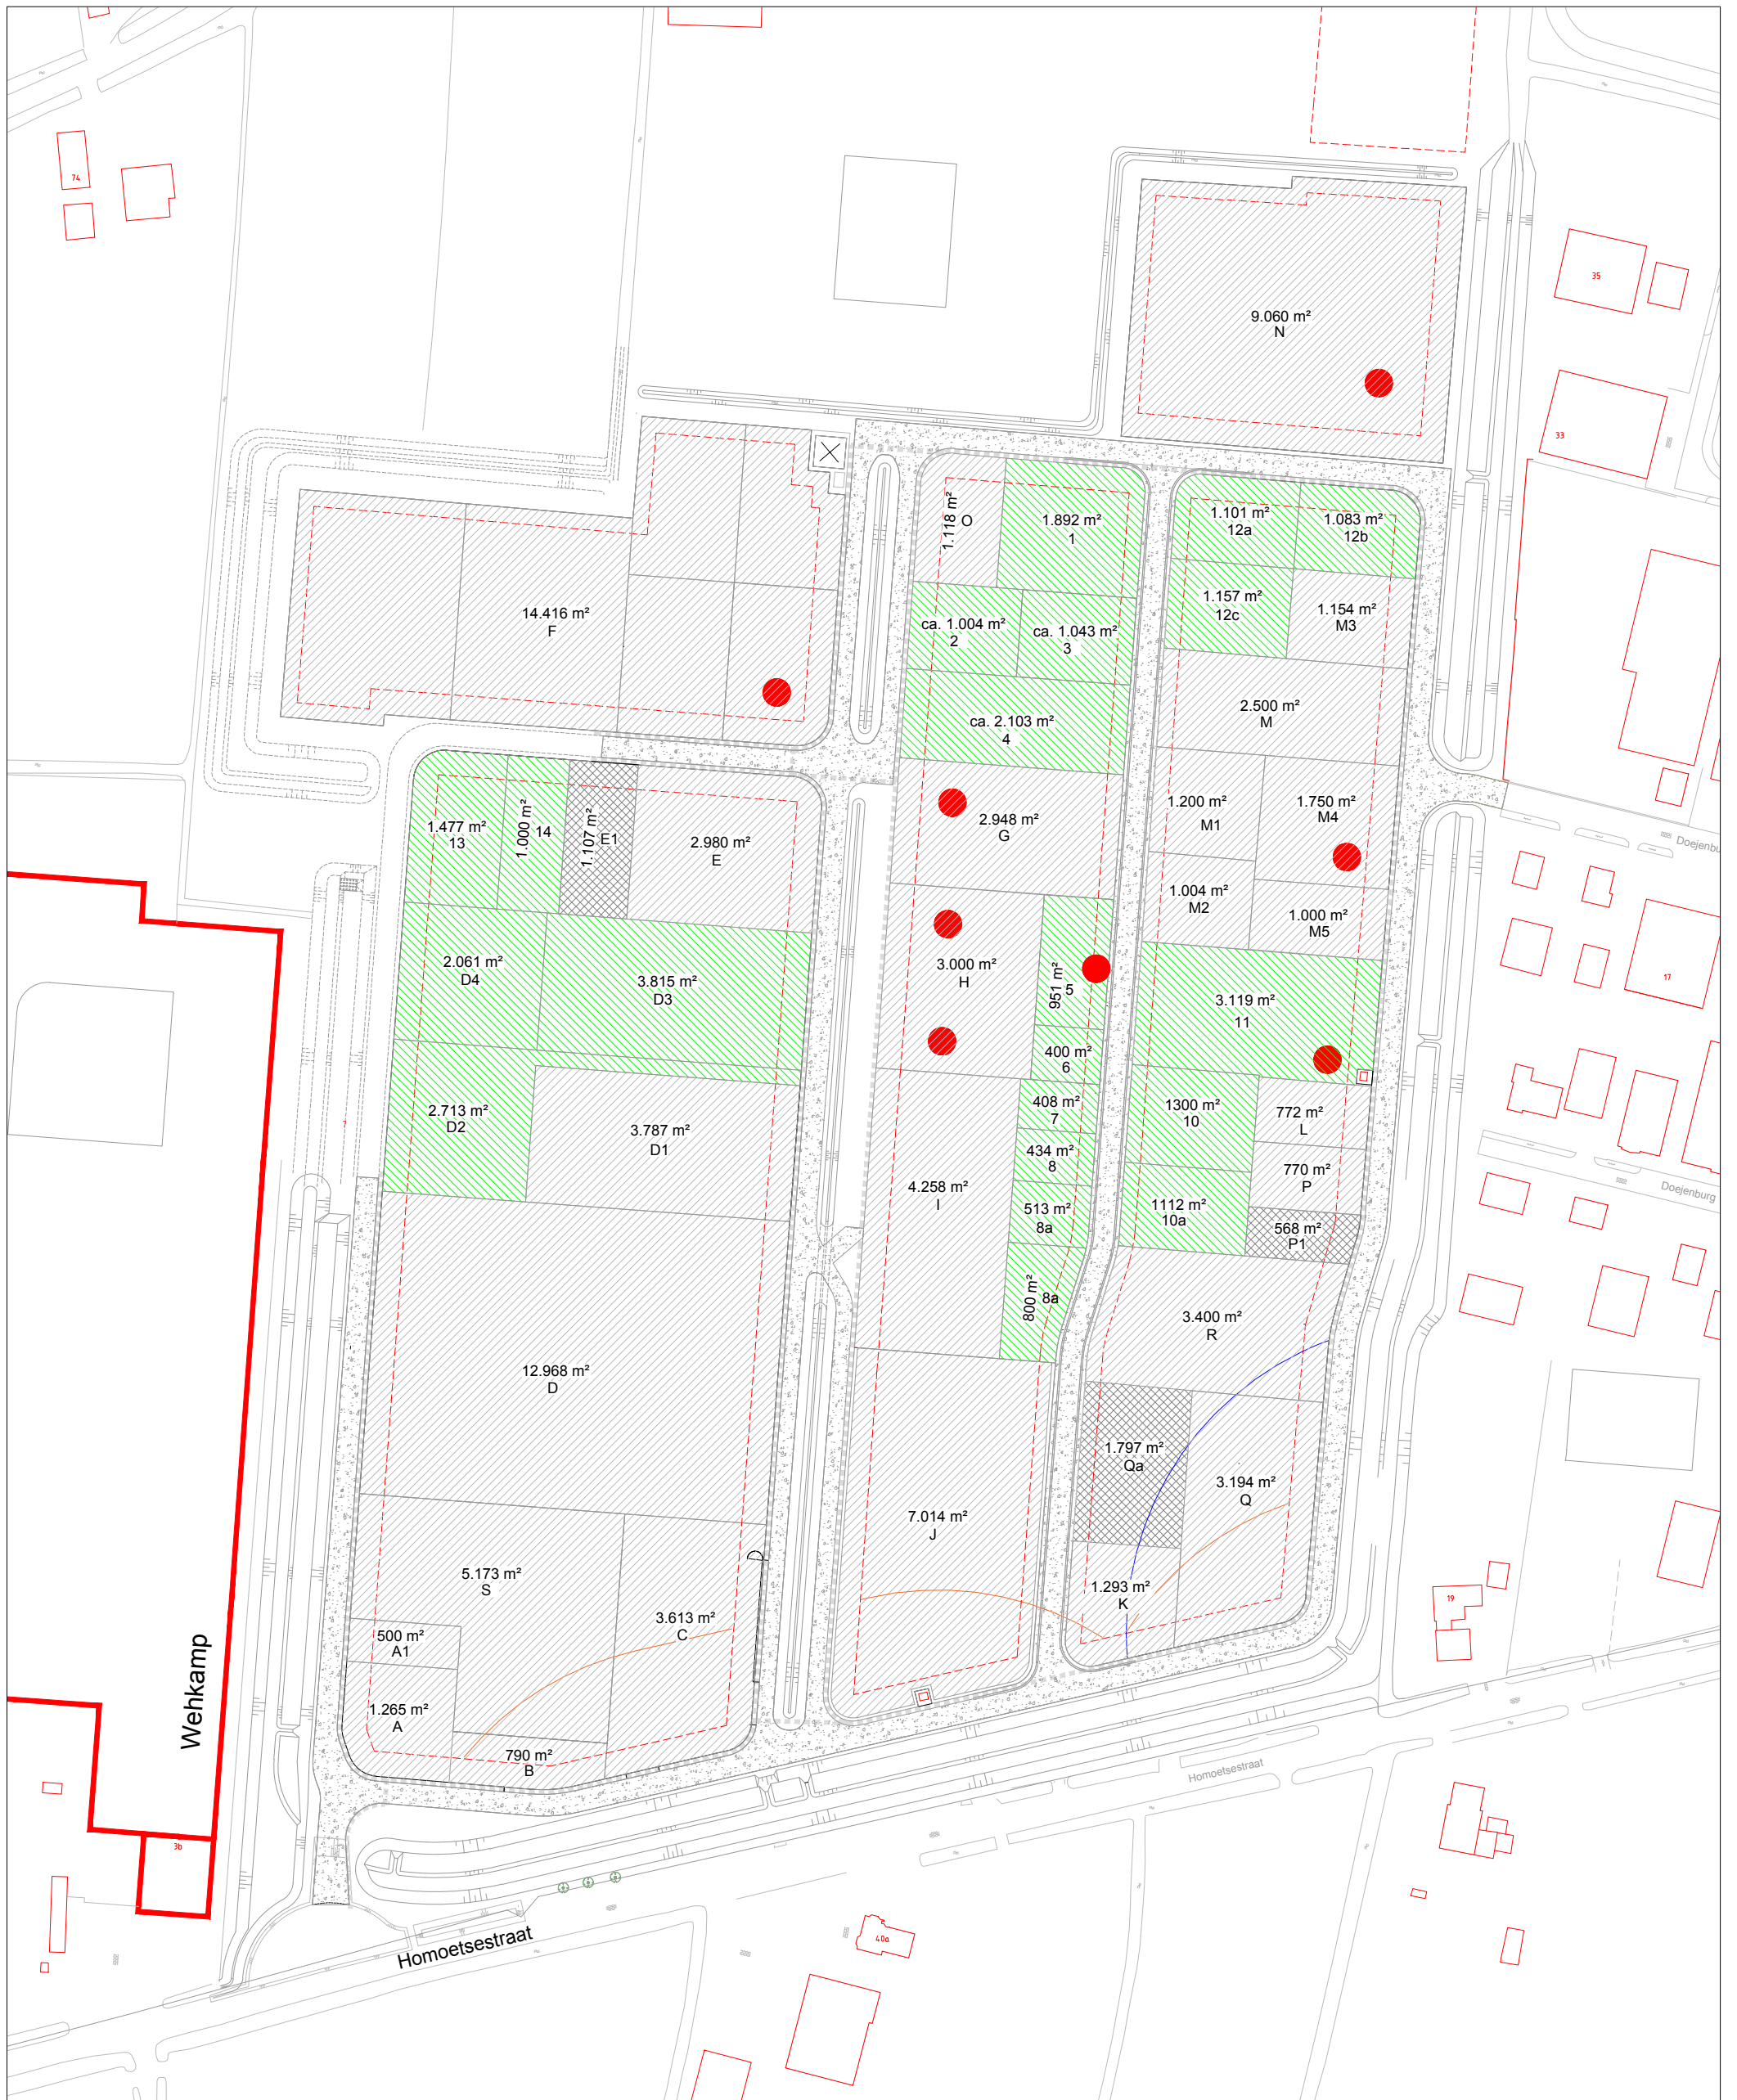 74
35
9.060 m²
N
33
1.118 m²
O
1.892 m²
1
1.101 m²
12a
1.083 m²
12b
14.416 m²
F
ca. 1.004 m²
2
ca. 1.043 m²
3
1.157 m²
12c
1.154 m²
M3
ca. 2.103 m²
4
2.500 m²
M
1.477 m²
13
1.000 m²
14
1.107 m²
E1
2.980 m²
E
2.948 m²
G
1.200 m²
M1
1.750 m²
M4
Doejenbu
1.004 m²
M2
1.000 m²
M5
2.061 m²
D4
3.815 m²
D3
3.000 m²
H
951 m²
5
3.119 m²
11
17
400 m²
6
2.713 m²
D2
3.787 m²
D1
408 m²
7
1300 m²
10
772 m²
L
434 m²
8
770 m²
P
4.258 m²
I
513 m²
8a
1112 m²
10a
568 m²
P1
Doejenburg
800 m²
8a
3.400 m²
R
12.968 m²
D
1.797 m²
Qa
3.194 m²
Q
7.014 m²
J
5.173 m²
S
1.293 m²
K
19
3.613 m²
C
500 m²
A1
Wehkamp
1.265 m²
A
790 m²
B
Homoetsestraat
3b
40a
Homoetsestraat